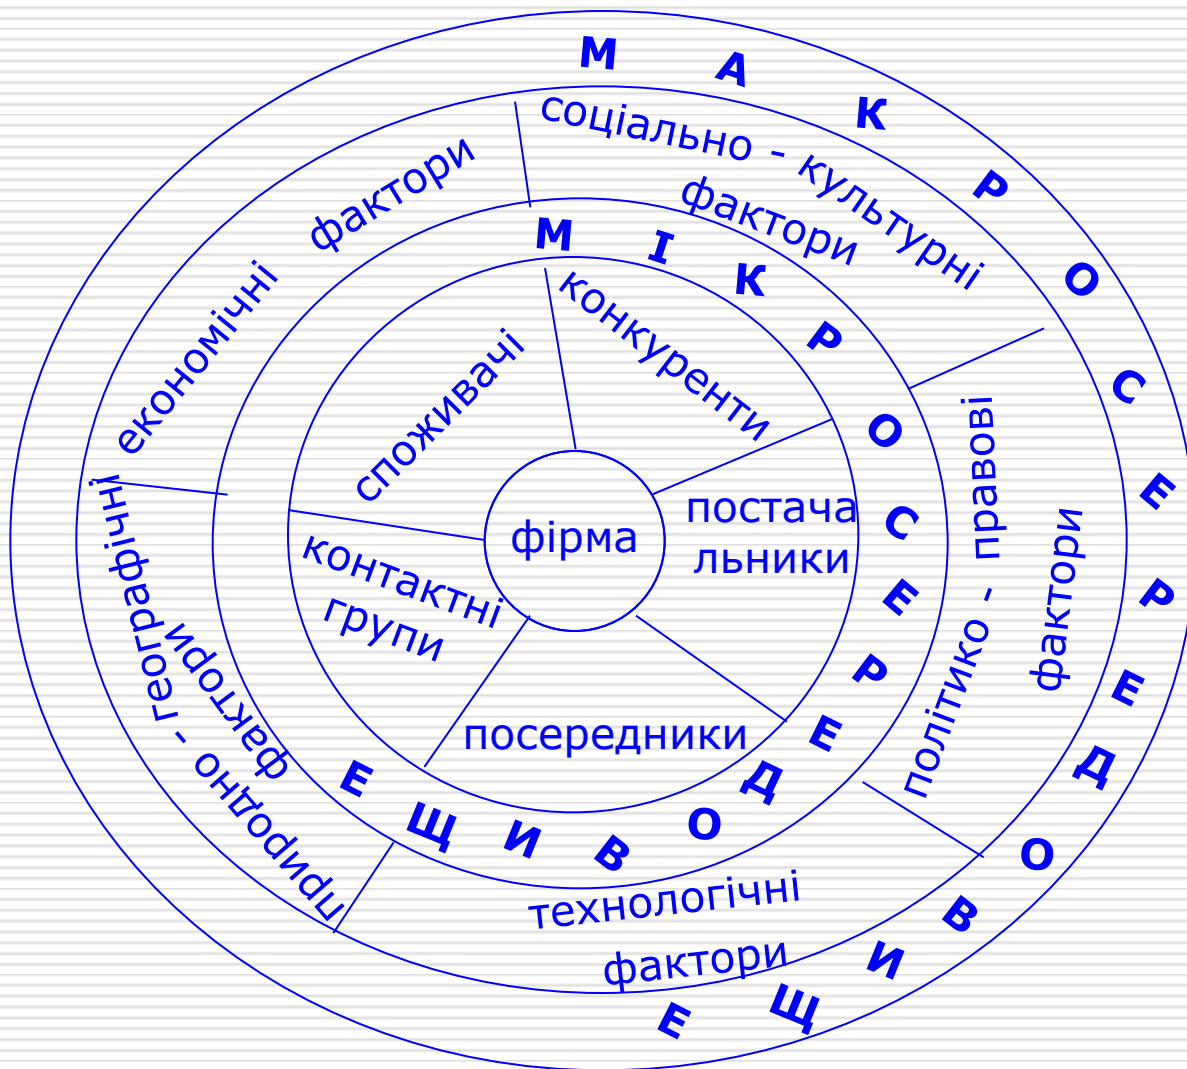 МАКРОСЕРЕДОВИЩЕ
соціально - культурні
фактори
економічні фактори
політико - правові
фактори
технологічні
фактори
природно - географічні
фактори
МІКРОСЕРЕДОВИЩЕ
споживачі
конкуренти
постача
льники
посередники
контактні
групи
фірма